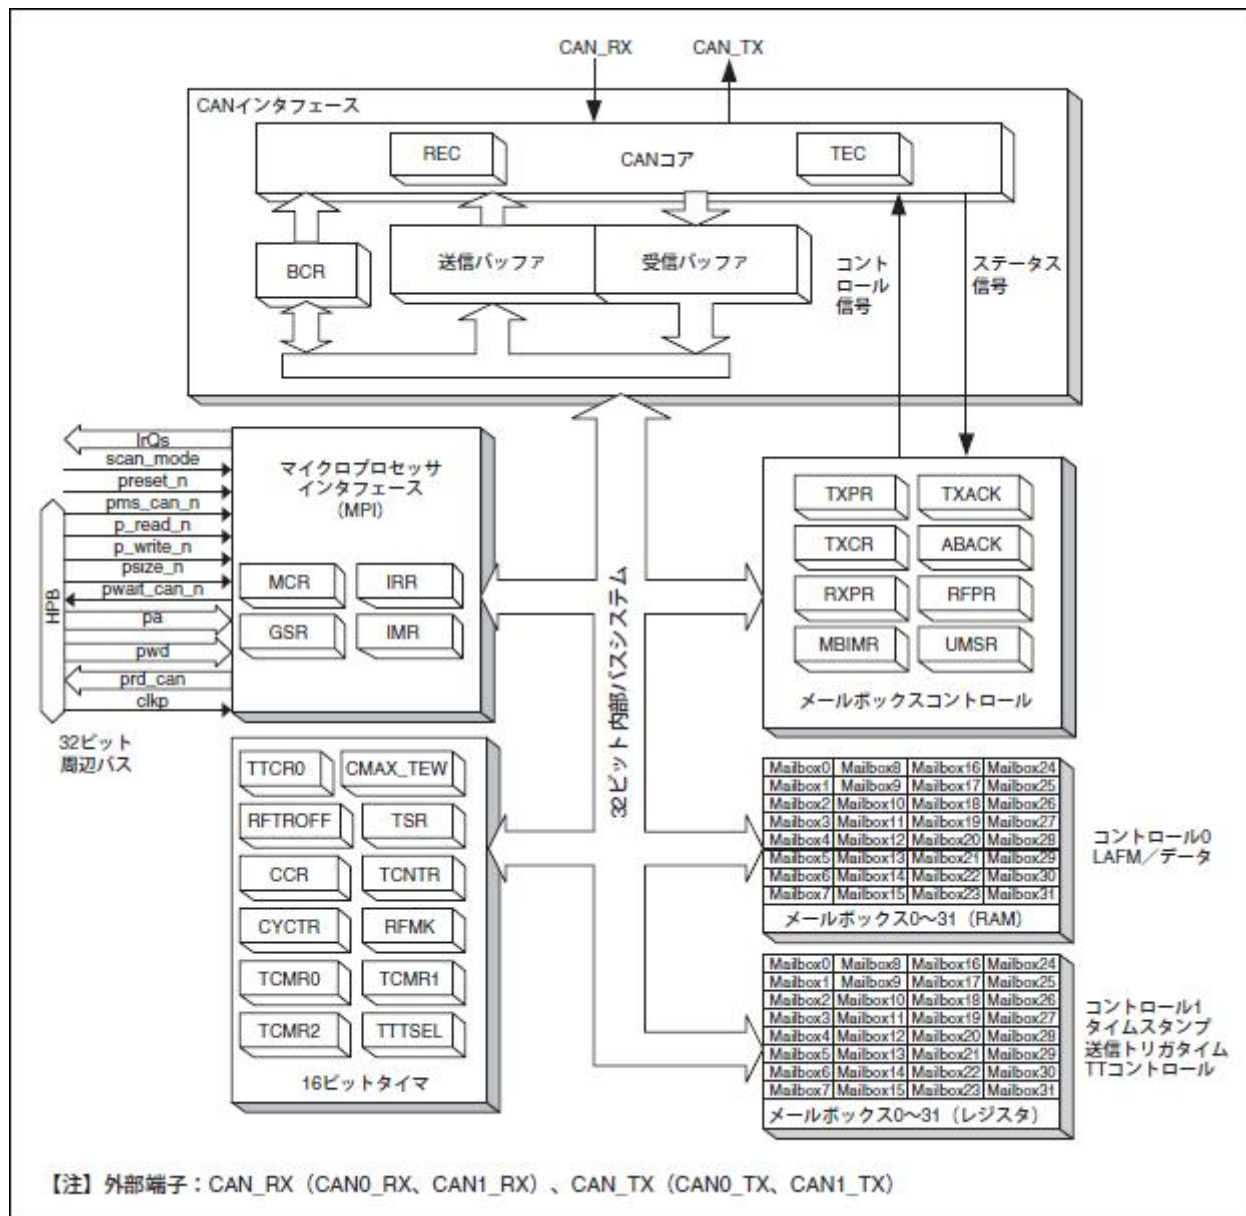 CAN_RX
CAN_TX
CANインタフェース
REC
CANコア
TEC
BCR
送信バッファ
受信バッファ
コント
ロール
信号
ステータス
信号
IrQs
scan_mode
preset_n
pms_can_n
p_read_n
p_write_n
psize_n
pwait_can_n
pa
pwd
prd_can
clkp
HPB
32ビット
周辺バス
マイクロプロセッサ
インタフェース
(MPI)
MCR
IRR
GSR
IMR
32ビット内部バスシステム
TXPR
TXACK
TXCR
ABACK
RXPR
RFPR
MBIMR
UMSR
メールボックスコントロール
TTCR0
CMAX_TEW
RFTROFF
TSR
CCR
TCNTR
CYCTR
RFMK
TCMR0
TCMR1
TCMR2
TTTSEL
16ビットタイマ
Mailbox0 Mailbox8 Mailbox16 Mailbox24
Mailbox1 Mailbox9 Mailbox17 Mailbox25
Mailbox2 Mailbox10 Mailbox18 Mailbox26
Mailbox3 Mailbox11 Mailbox19 Mailbox27
Mailbox4 Mailbox12 Mailbox20 Mailbox28
Mailbox5 Mailbox13 Mailbox21 Mailbox29
Mailbox6 Mailbox14 Mailbox22 Mailbox30
Mailbox7 Mailbox15 Mailbox23 Mailbox31
メールボックス0～31（RAM）
コントロール0
LAFM／データ
Mailbox0 Mailbox8 Mailbox16 Mailbox24
Mailbox1 Mailbox9 Mailbox17 Mailbox25
Mailbox2 Mailbox10 Mailbox18 Mailbox26
Mailbox3 Mailbox11 Mailbox19 Mailbox27
Mailbox4 Mailbox12 Mailbox20 Mailbox28
Mailbox5 Mailbox13 Mailbox21 Mailbox29
Mailbox6 Mailbox14 Mailbox22 Mailbox30
Mailbox7 Mailbox15 Mailbox23 Mailbox31
メールボックス0～31（レジスタ）
コントロール1
タイムスタンプ
送信トリガタイム
TTコントロール
【注】外部端子：CAN_RX（CAN0_RX、CAN1_RX）、CAN_TX（CAN0_TX、CAN1_TX）